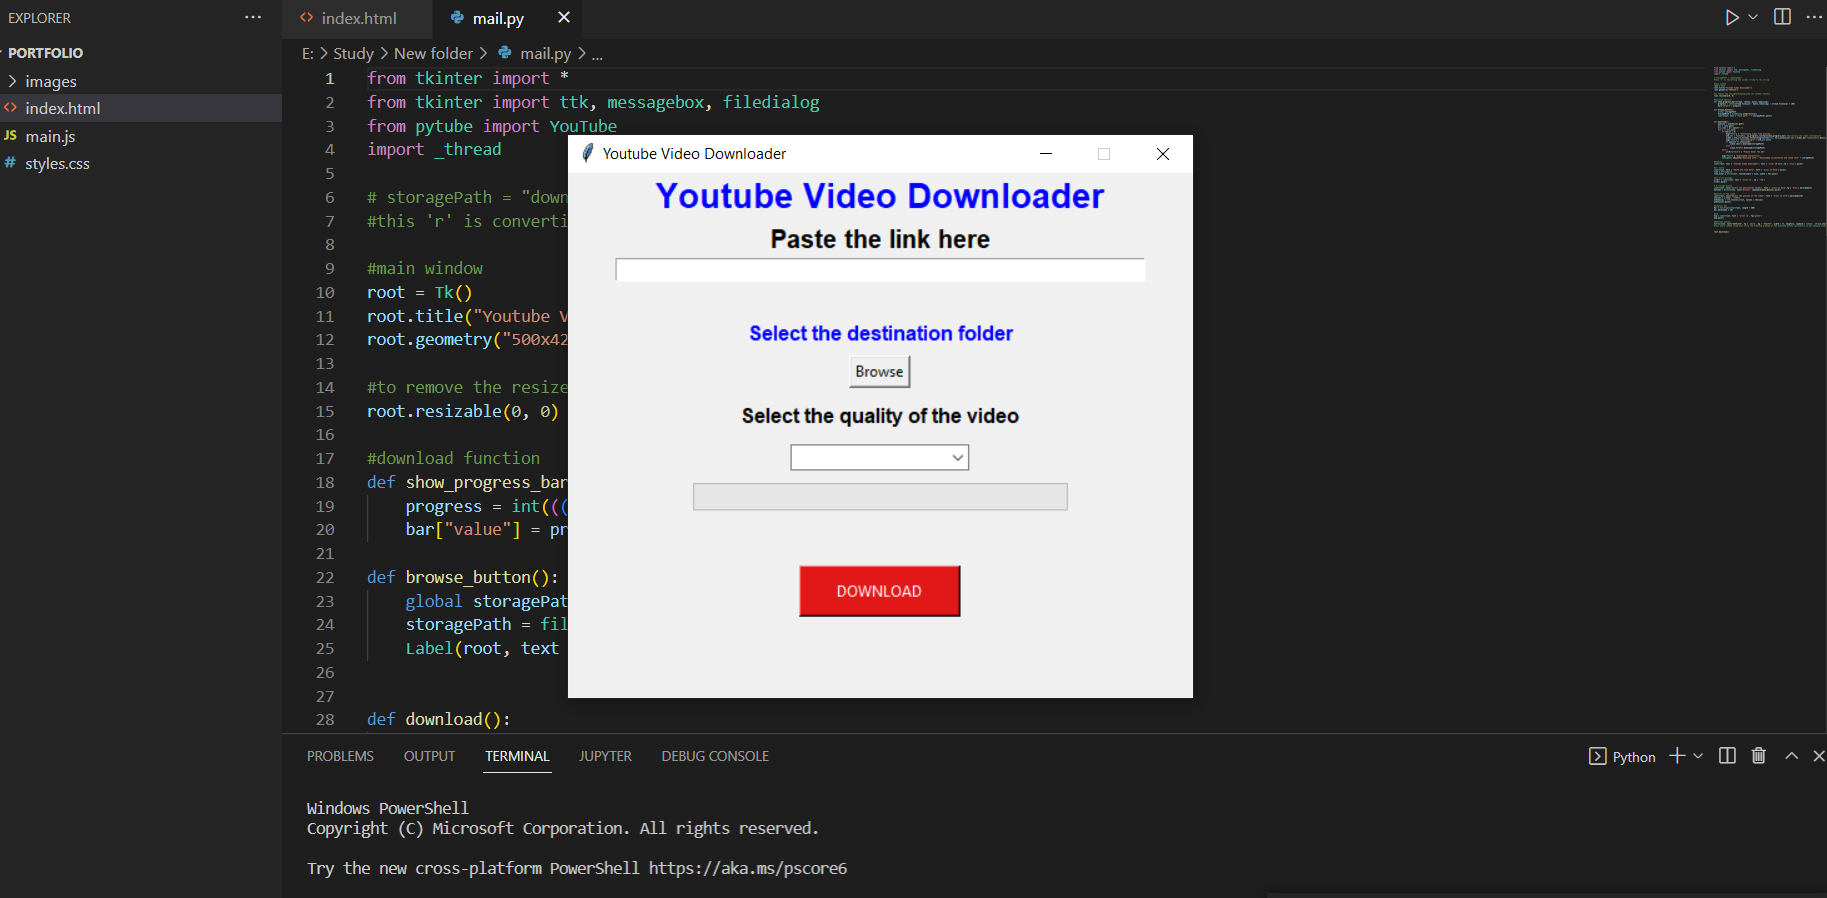 EXPLORER
PORTFOLIO
images
index.html
JS main.js
# styles.css
index.html
mail.py
E: > Study > New folder > mail.py > ...
1 from tkinter import *
2 from tkinter import ttk, messagebox, filedialog
3 from pytube import YouTube
4 import _thread
5
6 # storagePath = "down
7 #this 'r' is converti
8
9 #main window
10 root = Tk()
11 root.title("Youtube V
12 root.geometry("500x42
13
14 #to remove the resize
15 root.resizable(0, 0)
16
17 #download function
18 def show_progress_bar
19 progress = int(((
20 bar["value"] = pr
21
22 def browse_button():
23 global storagePat
24 storagePath = fil
25 Label(root, text
26
27
28 def download():
Youtube Video Downloader
Youtube Video Downloader
Paste the link here
Select the destination folder
Browse
Select the quality of the video
DOWNLOAD
PROBLEMS OUTPUT TERMINAL JUPYTER DEBUG CONSOLE
Python
Windows PowerShell
Copyright (C) Microsoft Corporation. All rights reserved.
Try the new cross-platform PowerShell https://aka.ms/pscore6